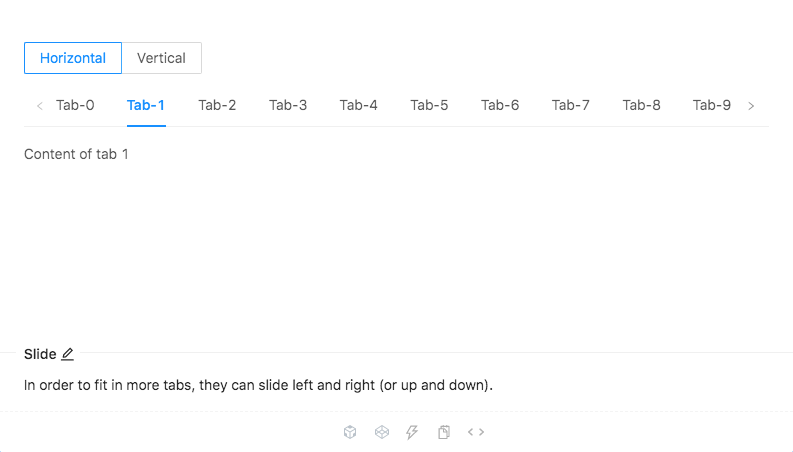 Horizontal Vertical
Tab-0 Tab-1 Tab-2 Tab-3 Tab-4 Tab-5 Tab-6 Tab-7 Tab-8 Tab-9
Content of tab 1
Slide
In order to fit in more tabs, they can slide left and right (or up and down).